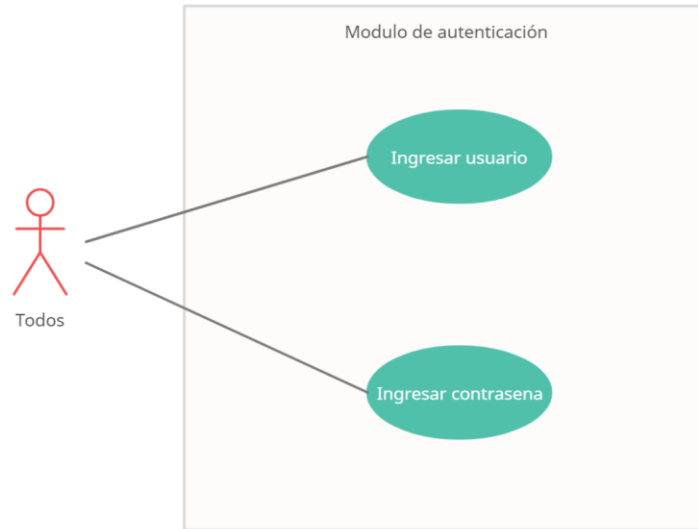 Modulo de autenticación
Ingresar usuario
Todos
Ingresar contrasena